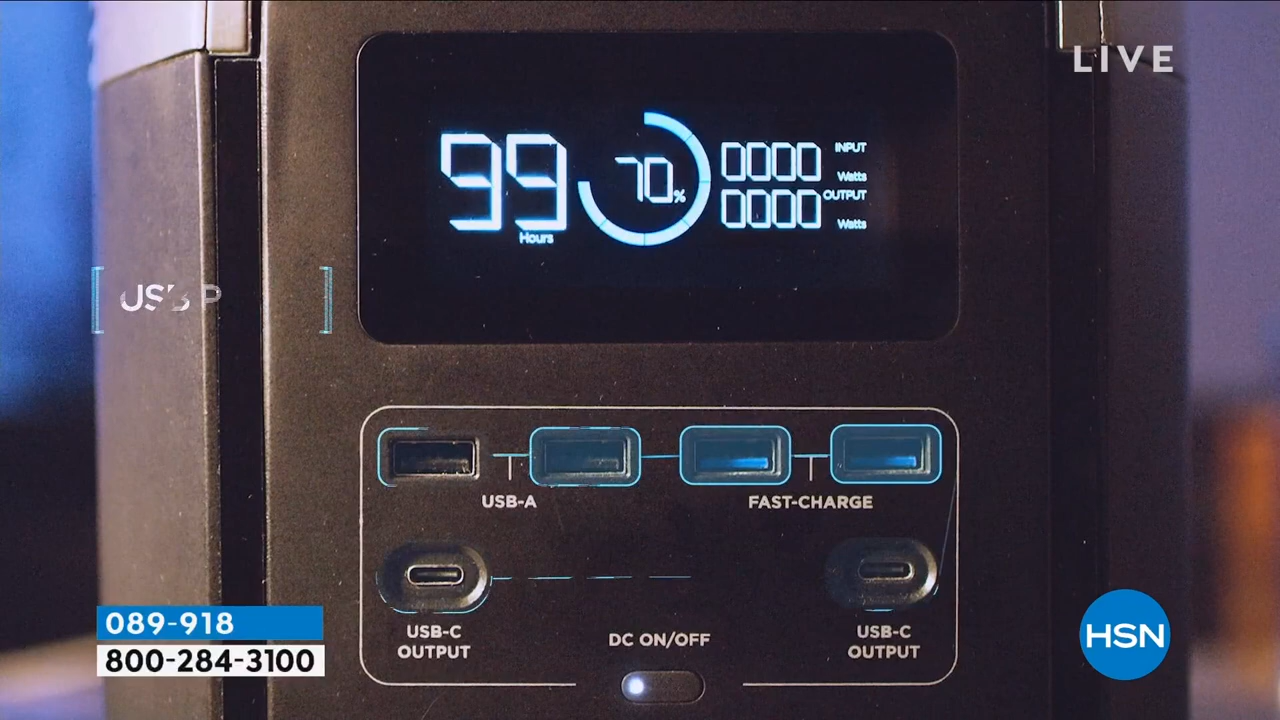 LIVE
99
Hours
70%
0000
INPUT
Watts
0000
OUTPUT
Watts
USB P
USB-A
FAST-CHARGE
USB-C
OUTPUT
DC ON/OFF
USB-C
OUTPUT
089-918
800-284-3100
HSN